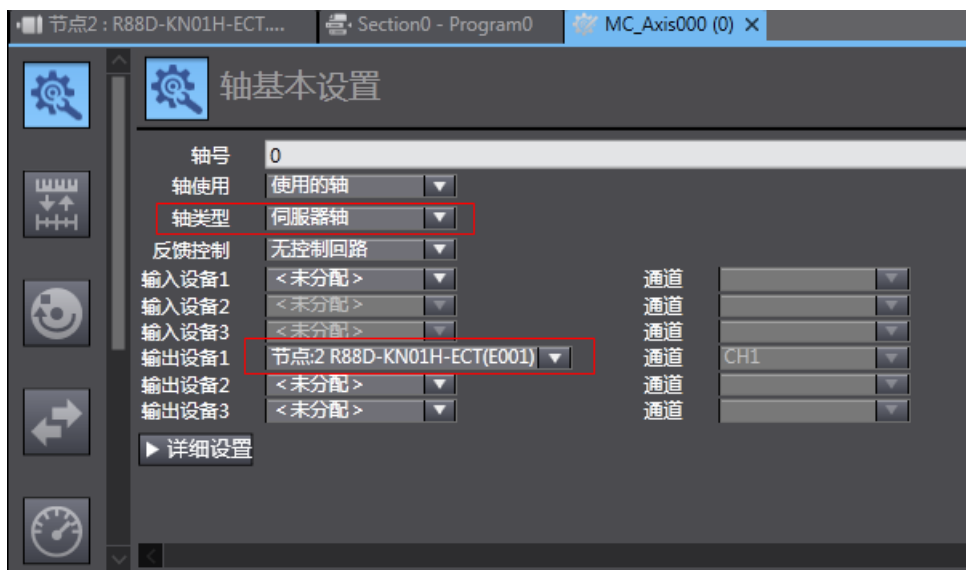 节点2 : R88D-KN01H-ECT.... Section0 - Program0 MC_Axis000 (0)
轴基本设置
轴号 0
轴使用 使用的轴
轴类型 伺服器轴
反馈控制 无控制回路
输入设备1 <未分配> 通道
输入设备2 <未分配> 通道
输入设备3 <未分配> 通道
输出设备1 节点:2 R88D-KN01H-ECT(E001) 通道 CH1
输出设备2 <未分配> 通道
输出设备3 <未分配> 通道
详细设置